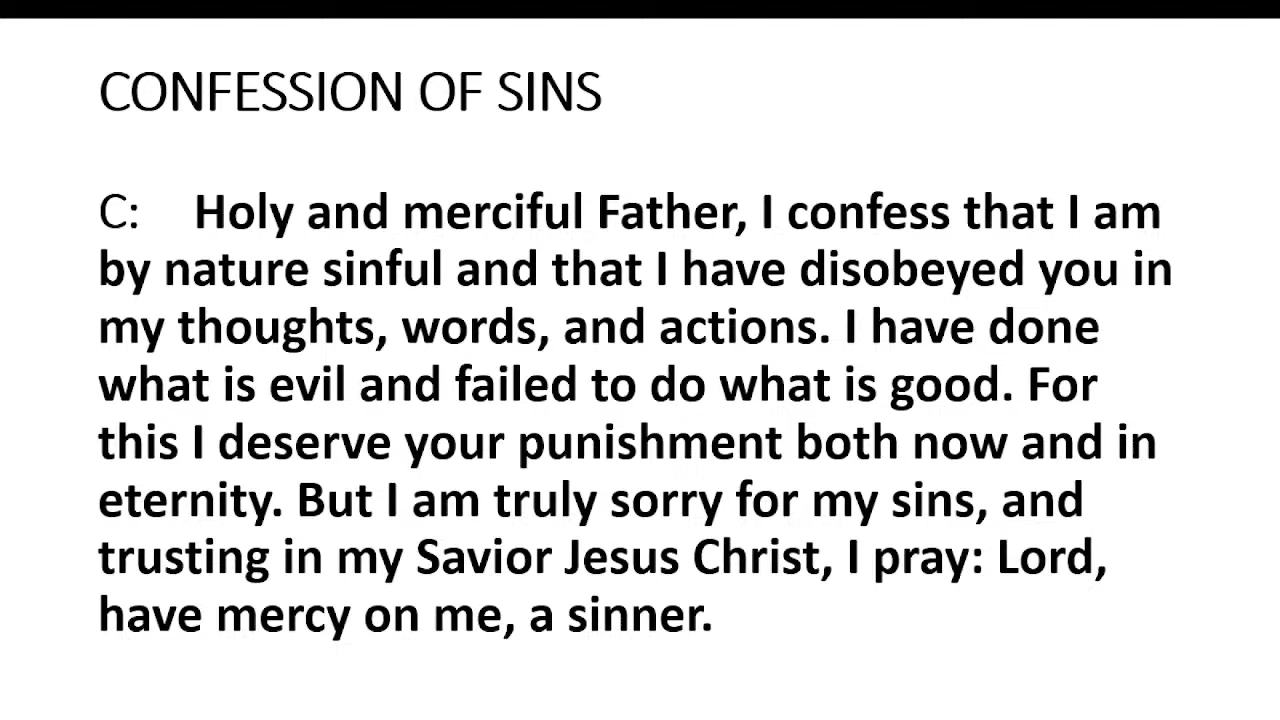 CONFESSION OF SINS
C: Holy and merciful Father, I confess that I am
by nature sinful and that I have disobeyed you in
my thoughts, words, and actions. I have done
what is evil and failed to do what is good. For
this I deserve your punishment both now and in
eternity. But I am truly sorry for my sins, and
trusting in my Savior Jesus Christ, I pray: Lord,
have mercy on me, a sinner.